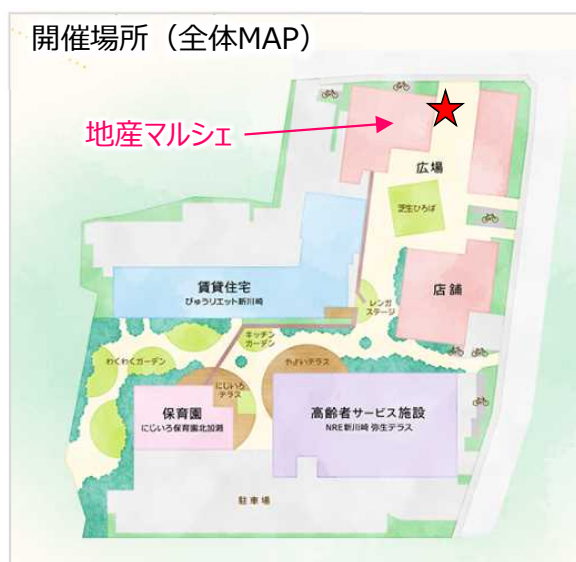 開催場所（全体MAP）
地産マルシェ
広場
芝生ひろば
賃貸住宅
びゅうリエット新川崎
店舗
レンガ
ステージ
キッチン
ガーデン
わくわくガーデン
にじいろ
テラス
やよいテラス
保育園
にじいろ保育園北加瀬
高齢者サービス施設
NRE新川崎 弥生テラス
駐車場